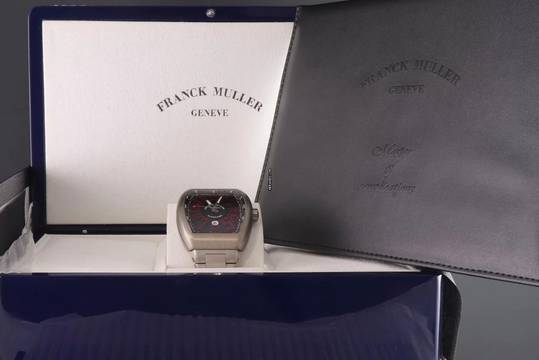 FRANCK MULLER
GENEVE
FRANCK MULLER
GENEVE
Master
of
complications